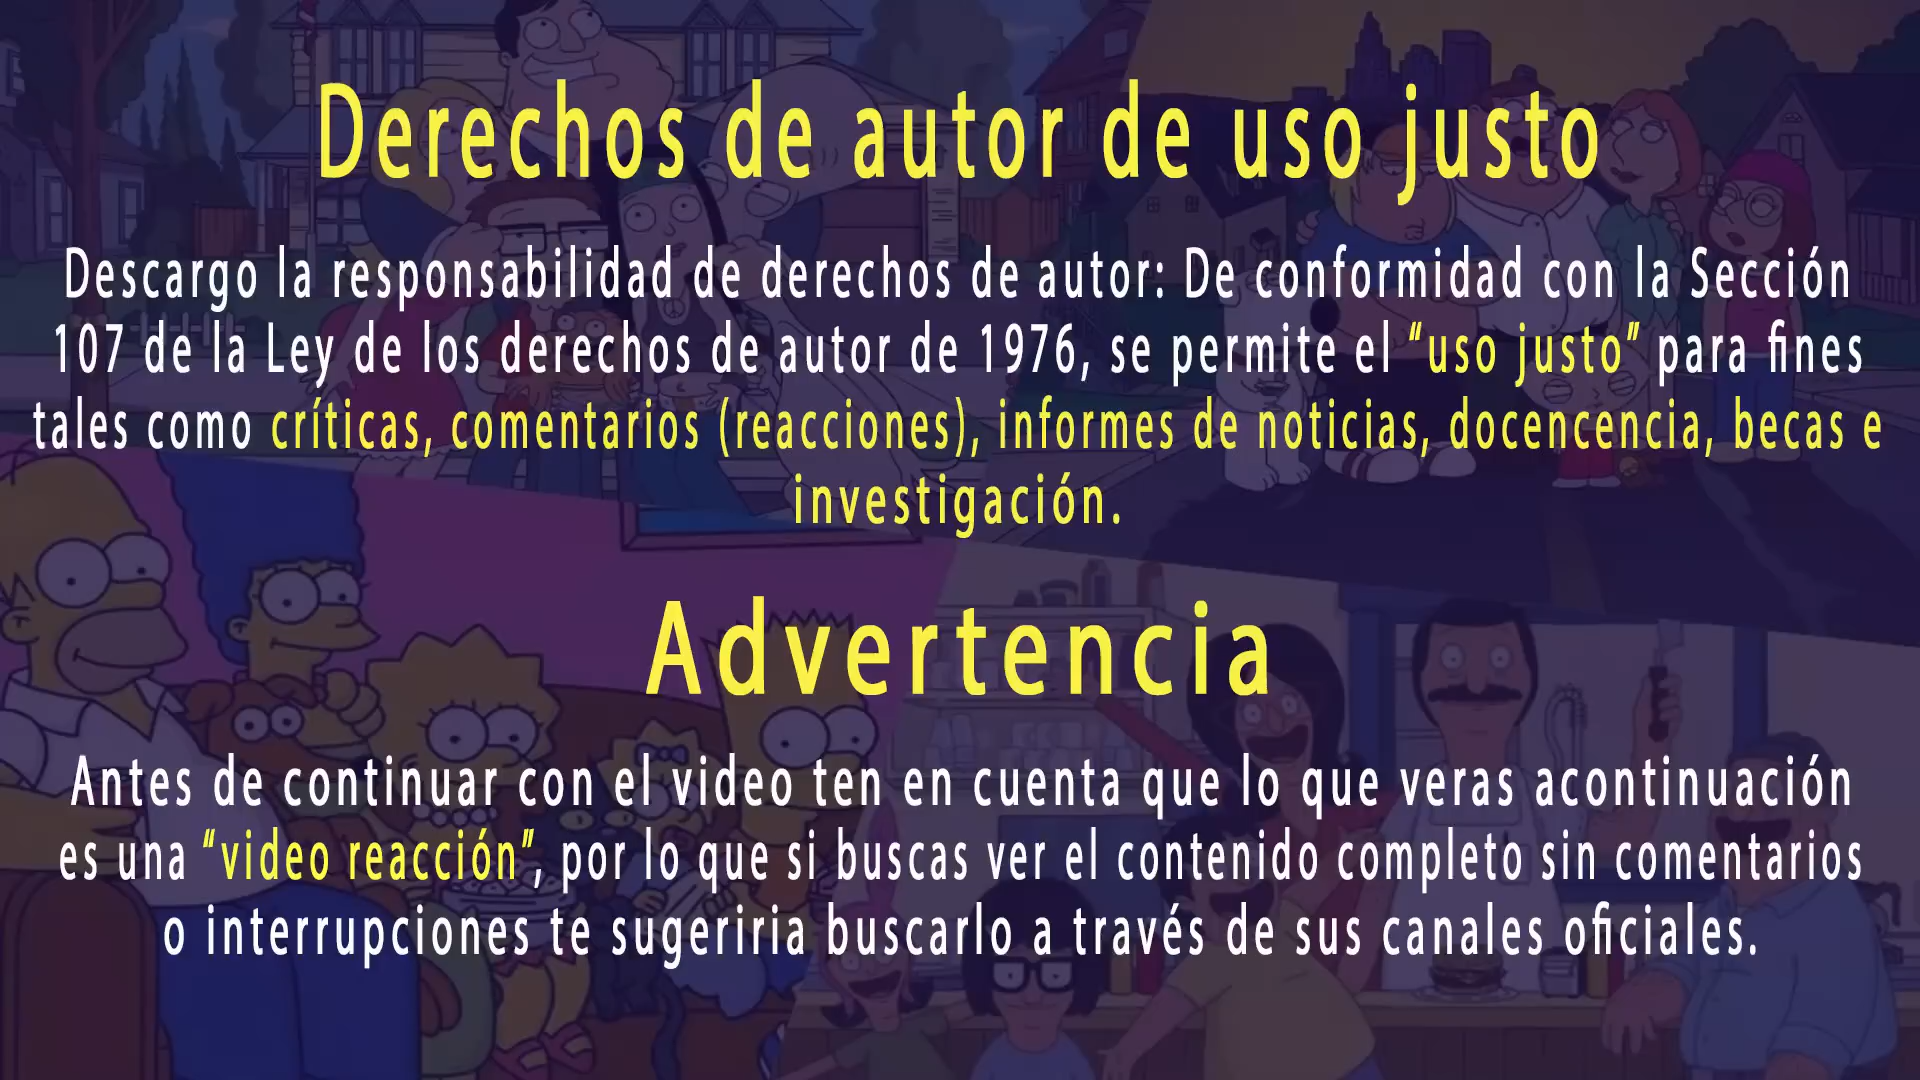 Derechos de autor de uso justo
Descargo la responsabilidad de derechos de autor: De conformidad con la Sección
107 de la Ley de los derechos de autor de 1976, se permite el “uso justo” para fines
tales como críticas, comentarios (reacciones), informes de noticias, docencencia, becas e
investigación.
Advertencia
Antes de continuar con el video ten en cuenta que lo que veras acontinuación
es una “video reacción”, por lo que si buscas ver el contenido completo sin comentarios
o interrupciones te sugeriria buscarlo a través de sus canales oficiales.